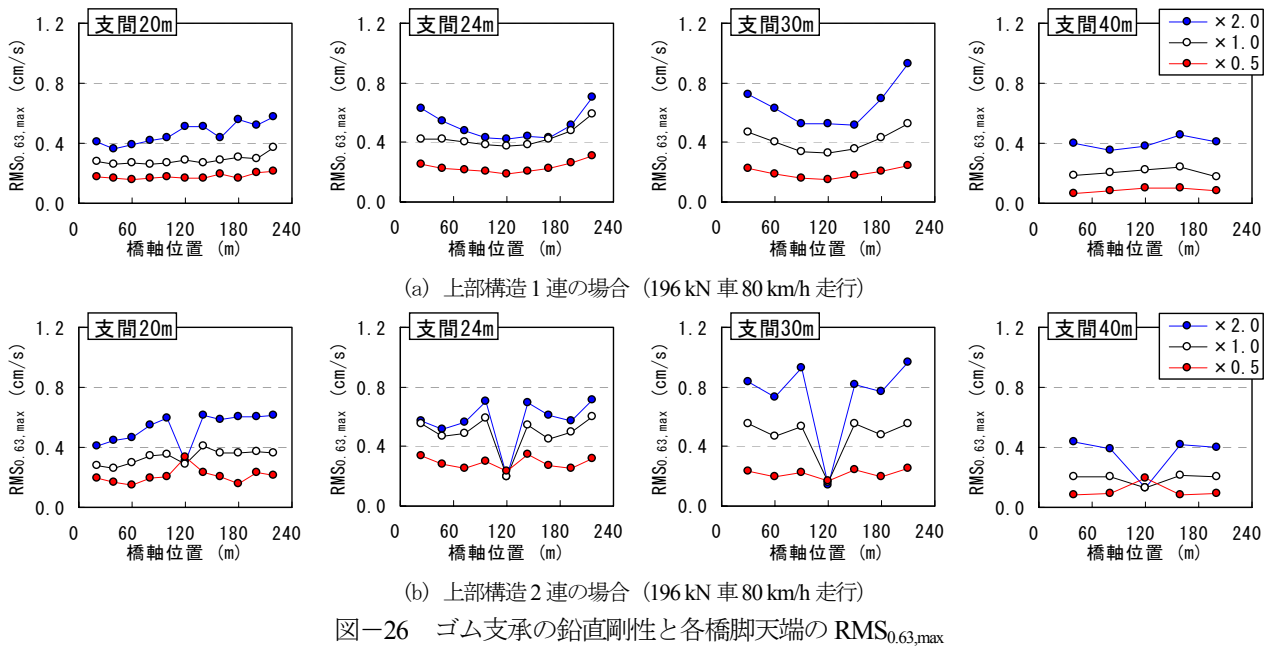 支間20m
支間24m
支間30m
支間40m
×2.0
×1.0
×0.5
RMS0.63,max (cm/s)
1.2
0.8
0.4
0.0
0 60 120 180 240
橋軸位置 (m)
RMS0.63,max (cm/s)
1.2
0.8
0.4
0.0
0 60 120 180 240
橋軸位置 (m)
RMS0.63,max (cm/s)
1.2
0.8
0.4
0.0
0 60 120 180 240
橋軸位置 (m)
RMS0.63,max (cm/s)
1.2
0.8
0.4
0.0
0 60 120 180 240
橋軸位置 (m)
(a) 上部構造1連の場合（196 kN 車 80 km/h 走行）
支間20m
支間24m
支間30m
支間40m
×2.0
×1.0
×0.5
RMS0.63,max (cm/s)
1.2
0.8
0.4
0.0
0 60 120 180 240
橋軸位置 (m)
RMS0.63,max (cm/s)
1.2
0.8
0.4
0.0
0 60 120 180 240
橋軸位置 (m)
RMS0.63,max (cm/s)
1.2
0.8
0.4
0.0
0 60 120 180 240
橋軸位置 (m)
RMS0.63,max (cm/s)
1.2
0.8
0.4
0.0
0 60 120 180 240
橋軸位置 (m)
(b) 上部構造2連の場合（196 kN 車 80 km/h 走行）
図－26 ゴム支承の鉛直剛性と各橋脚天端の RMS0.63,max